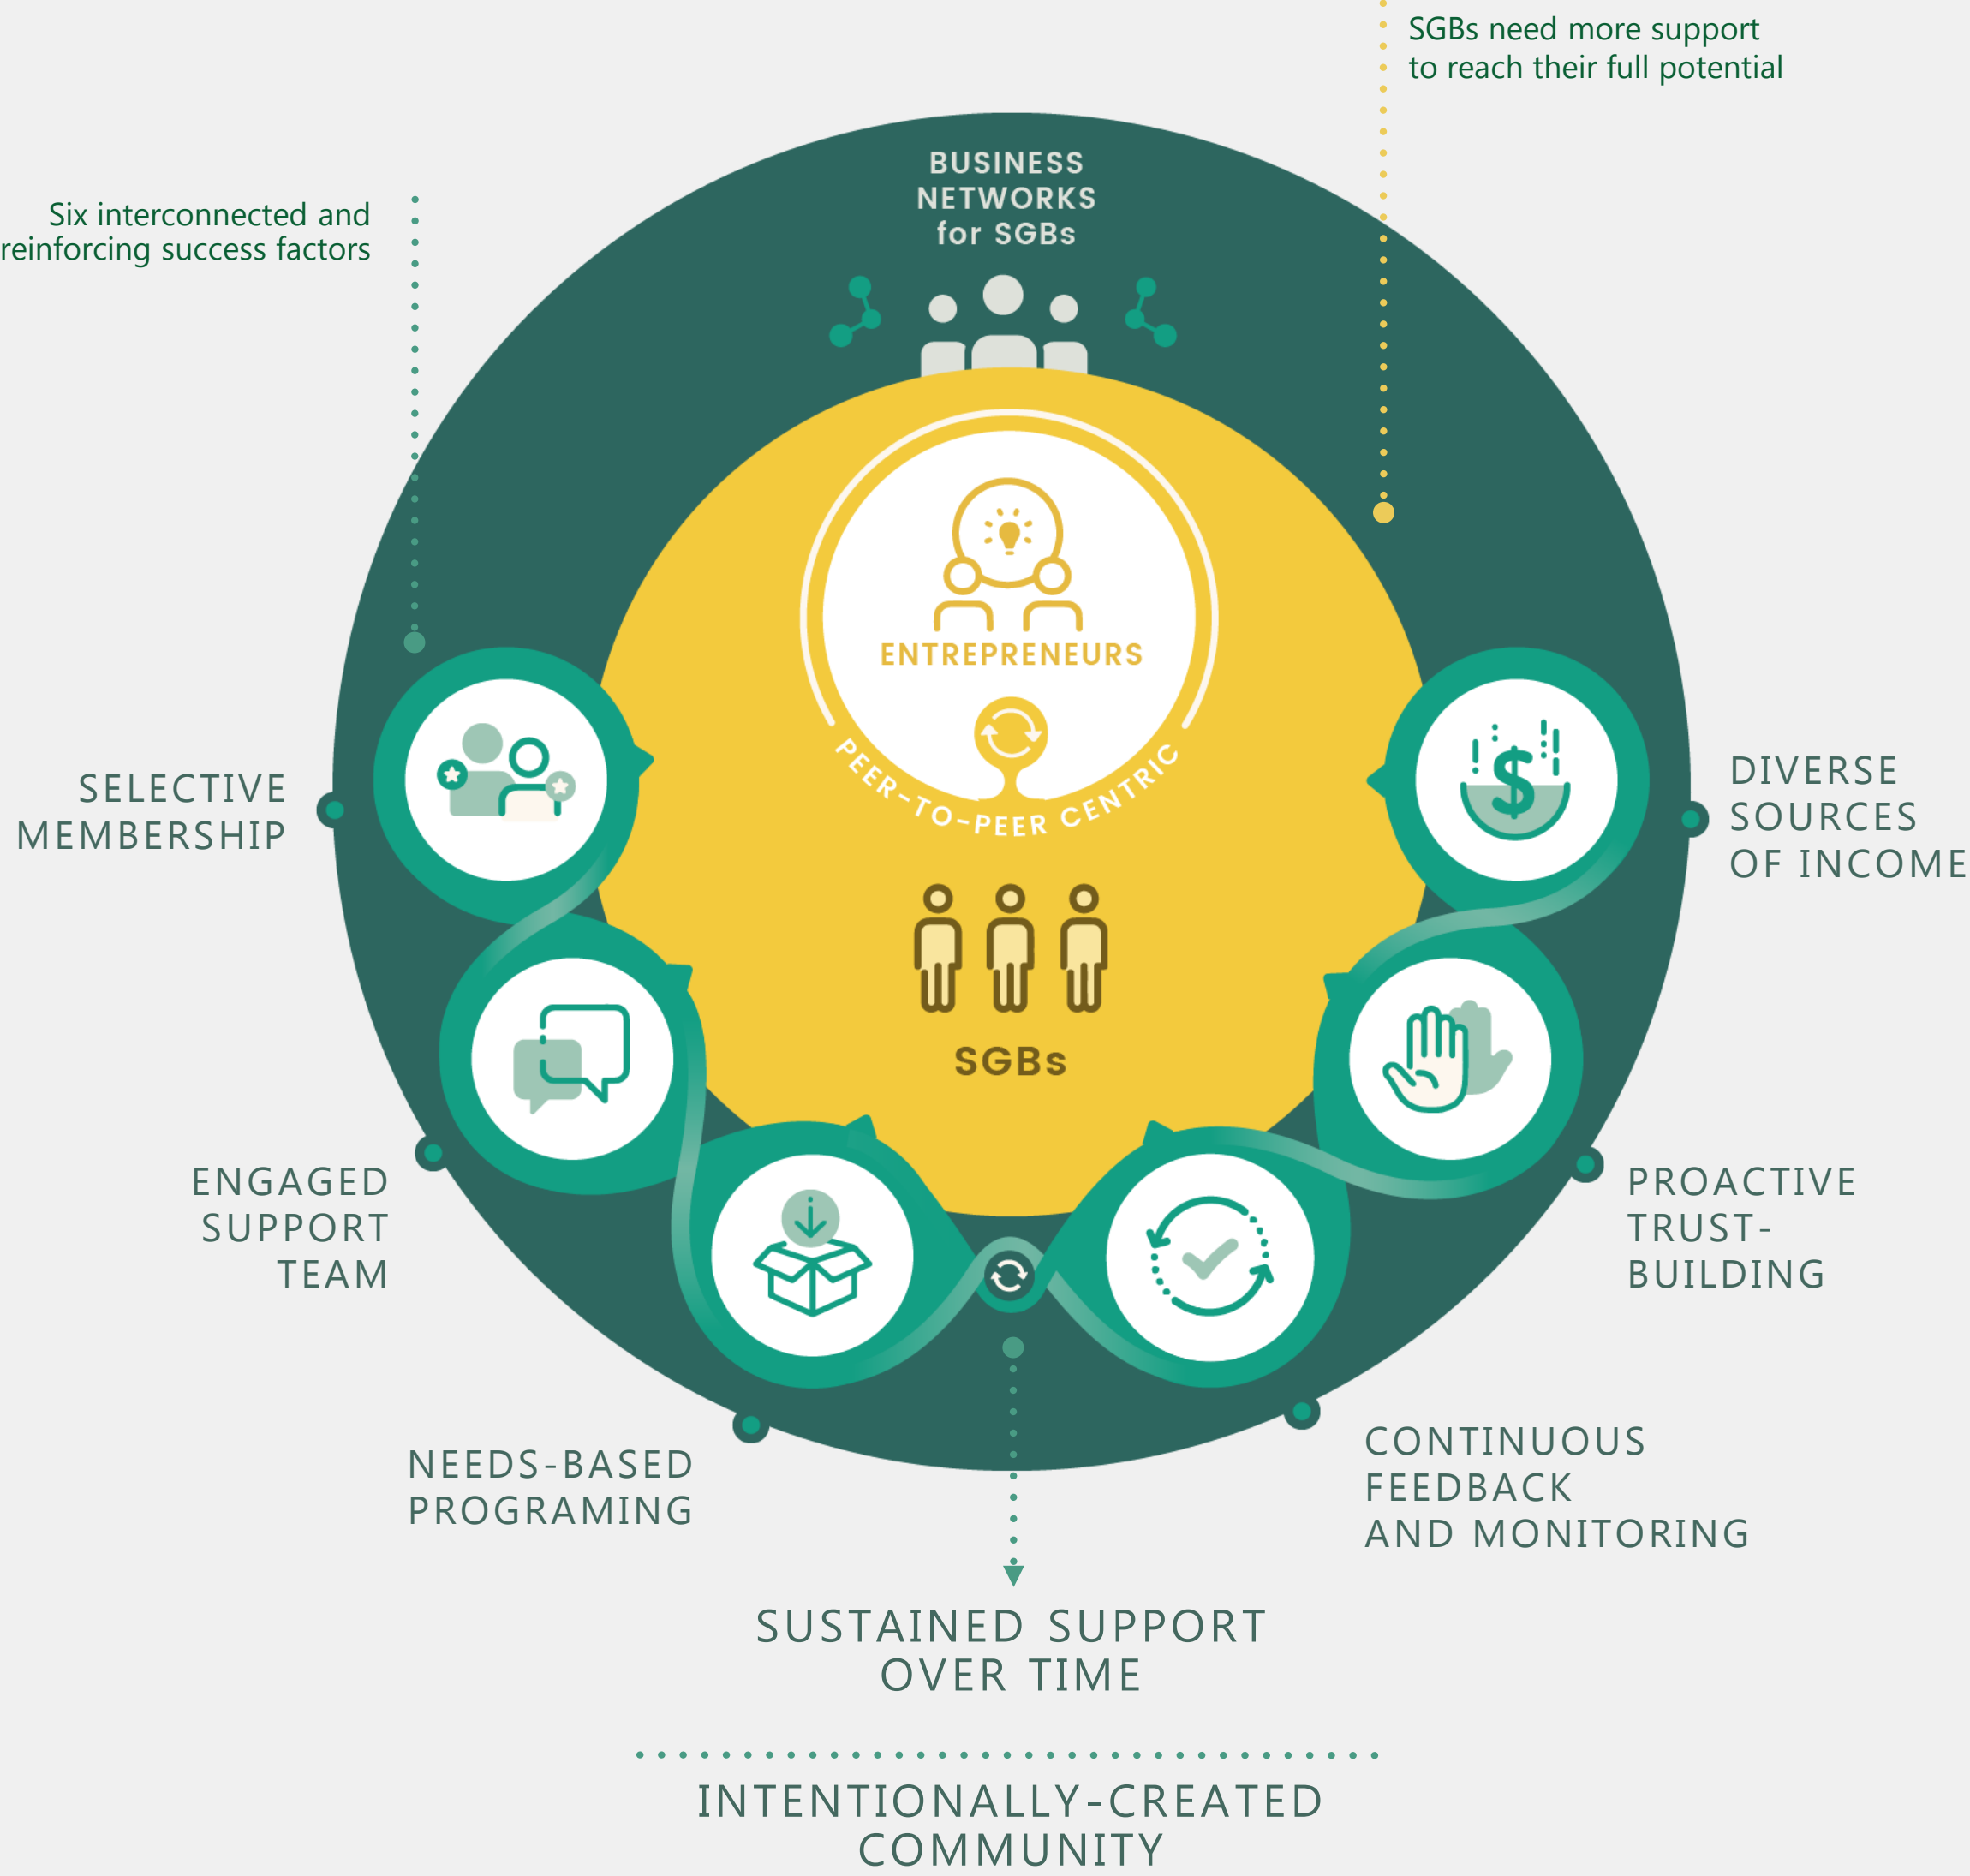 SGBs need more support
to reach their full potential
Six interconnected and
reinforcing success factors
BUSINESS
NETWORKS
for SGBs
ENTREPRENEURS
PEER-TO-PEER CENTRIC
SGBs
SELECTIVE
MEMBERSHIP
DIVERSE
SOURCES
OF INCOME
ENGAGED
SUPPORT
TEAM
PROACTIVE
TRUST-
BUILDING
NEEDS-BASED
PROGRAMING
CONTINUOUS
FEEDBACK
AND MONITORING
SUSTAINED SUPPORT
OVER TIME
INTENTIONALLY-CREATED
COMMUNITY